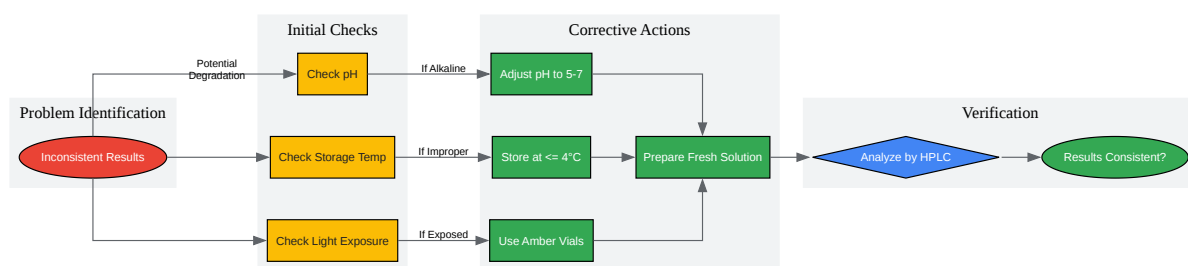 Initial Checks
Corrective Actions
Potential
Degradation
Check pH
If Alkaline
Adjust pH to 5-7
Problem Identification
Verification
Inconsistent Results
Check Storage Temp
If Improper
Store at <= 4°C
Prepare Fresh Solution
Analyze by HPLC
Results Consistent?
Check Light Exposure
If Exposed
Use Amber Vials